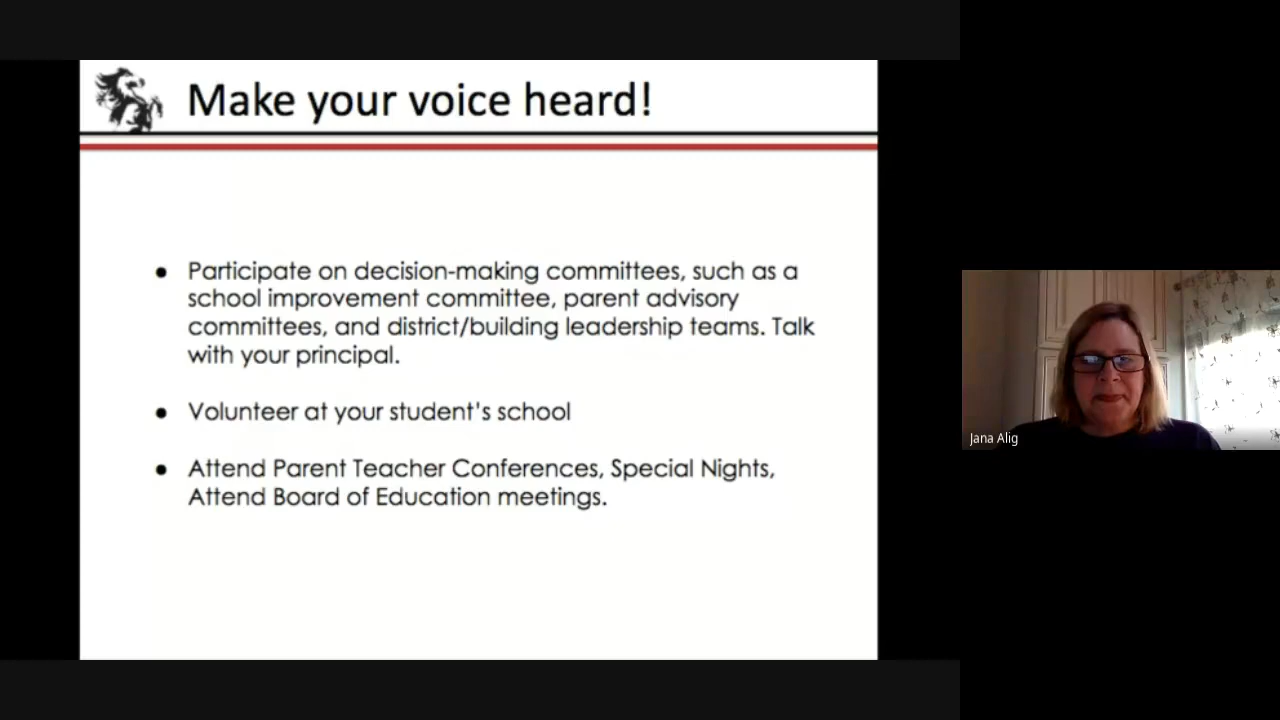 Make your voice heard!
● Participate on decision-making committees, such as a
school improvement committee, parent advisory
committees, and district/building leadership teams. Talk
with your principal.
● Volunteer at your student's school
● Attend Parent Teacher Conferences, Special Nights,
Attend Board of Education meetings.
Jana Alig